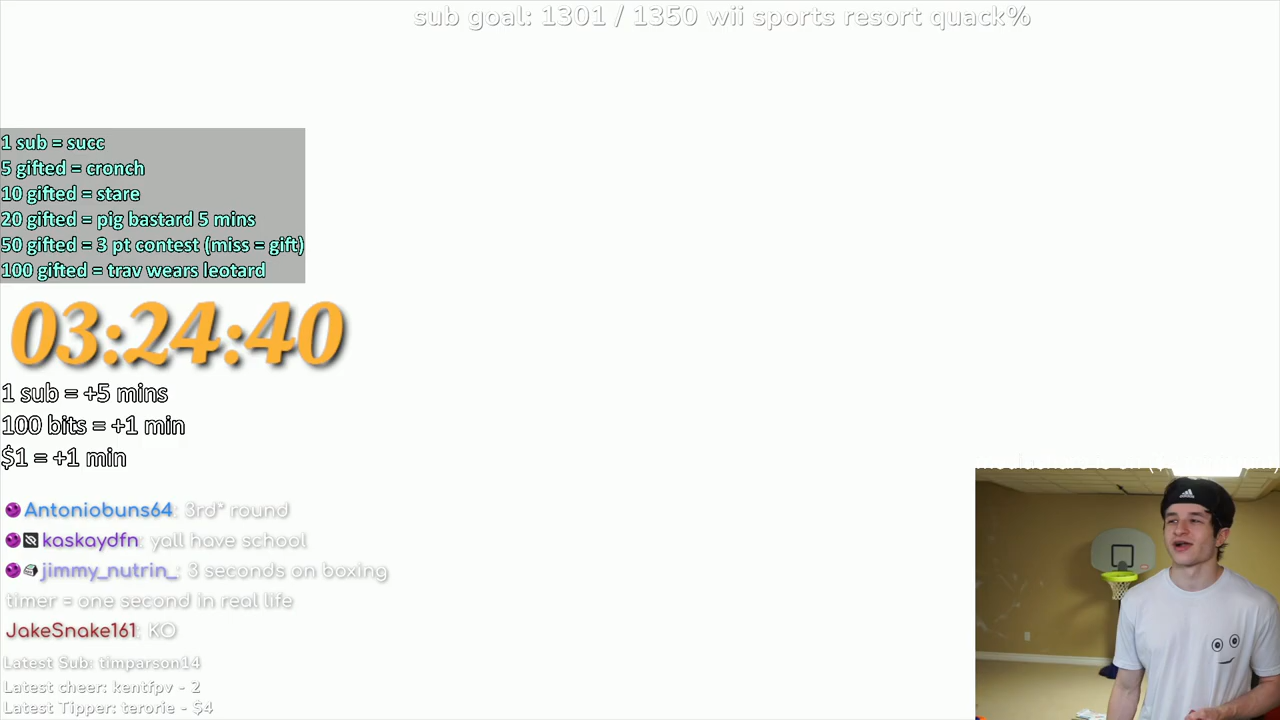 sub goal: 1301 / 1350 wii sports resort quack%
1 sub = succ
5 gifted = cronch
10 gifted = stare
20 gifted = pig bastard 5 mins
50 gifted = 3 pt contest (miss = gift)
100 gifted = trav wears leotard
03:24:40
1 sub = +5 mins
100 bits = +1 min
$1 = +1 min
Antoniobuns64: 3rd* round
kaskaydfn: yall have school
jimmy_nutrin_: 3 seconds on boxing
timer = one second in real life
JakeSnake161: KO
Latest Sub: timparson14
Latest cheer: kentfpv - 2
Latest Tipper: terorie - $4